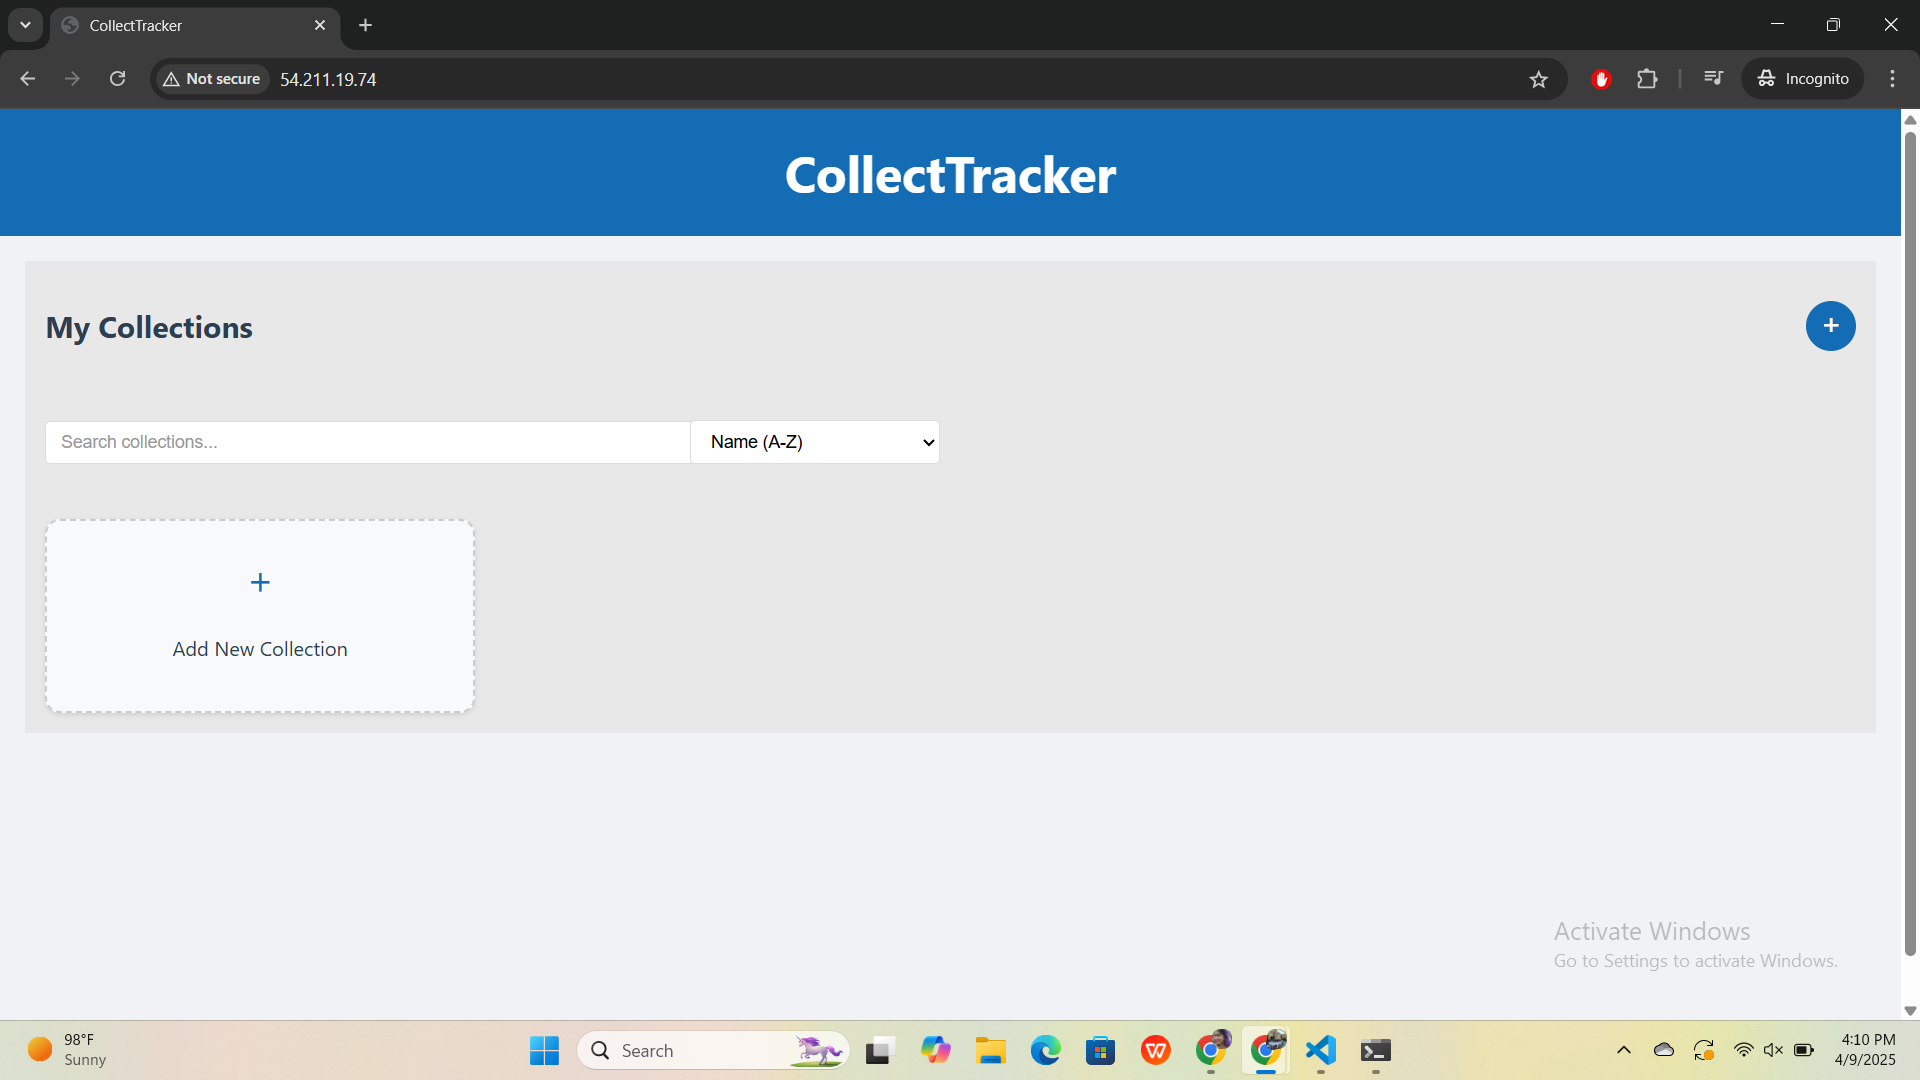 CollectTracker
Not secure
54.211.19.74
Incognito
CollectTracker
My Collections
+
Search collections...
Name (A-Z)
+
Add New Collection
Activate Windows
Go to Settings to activate Windows.
98°F
Sunny
Search
4:10 PM
4/9/2025